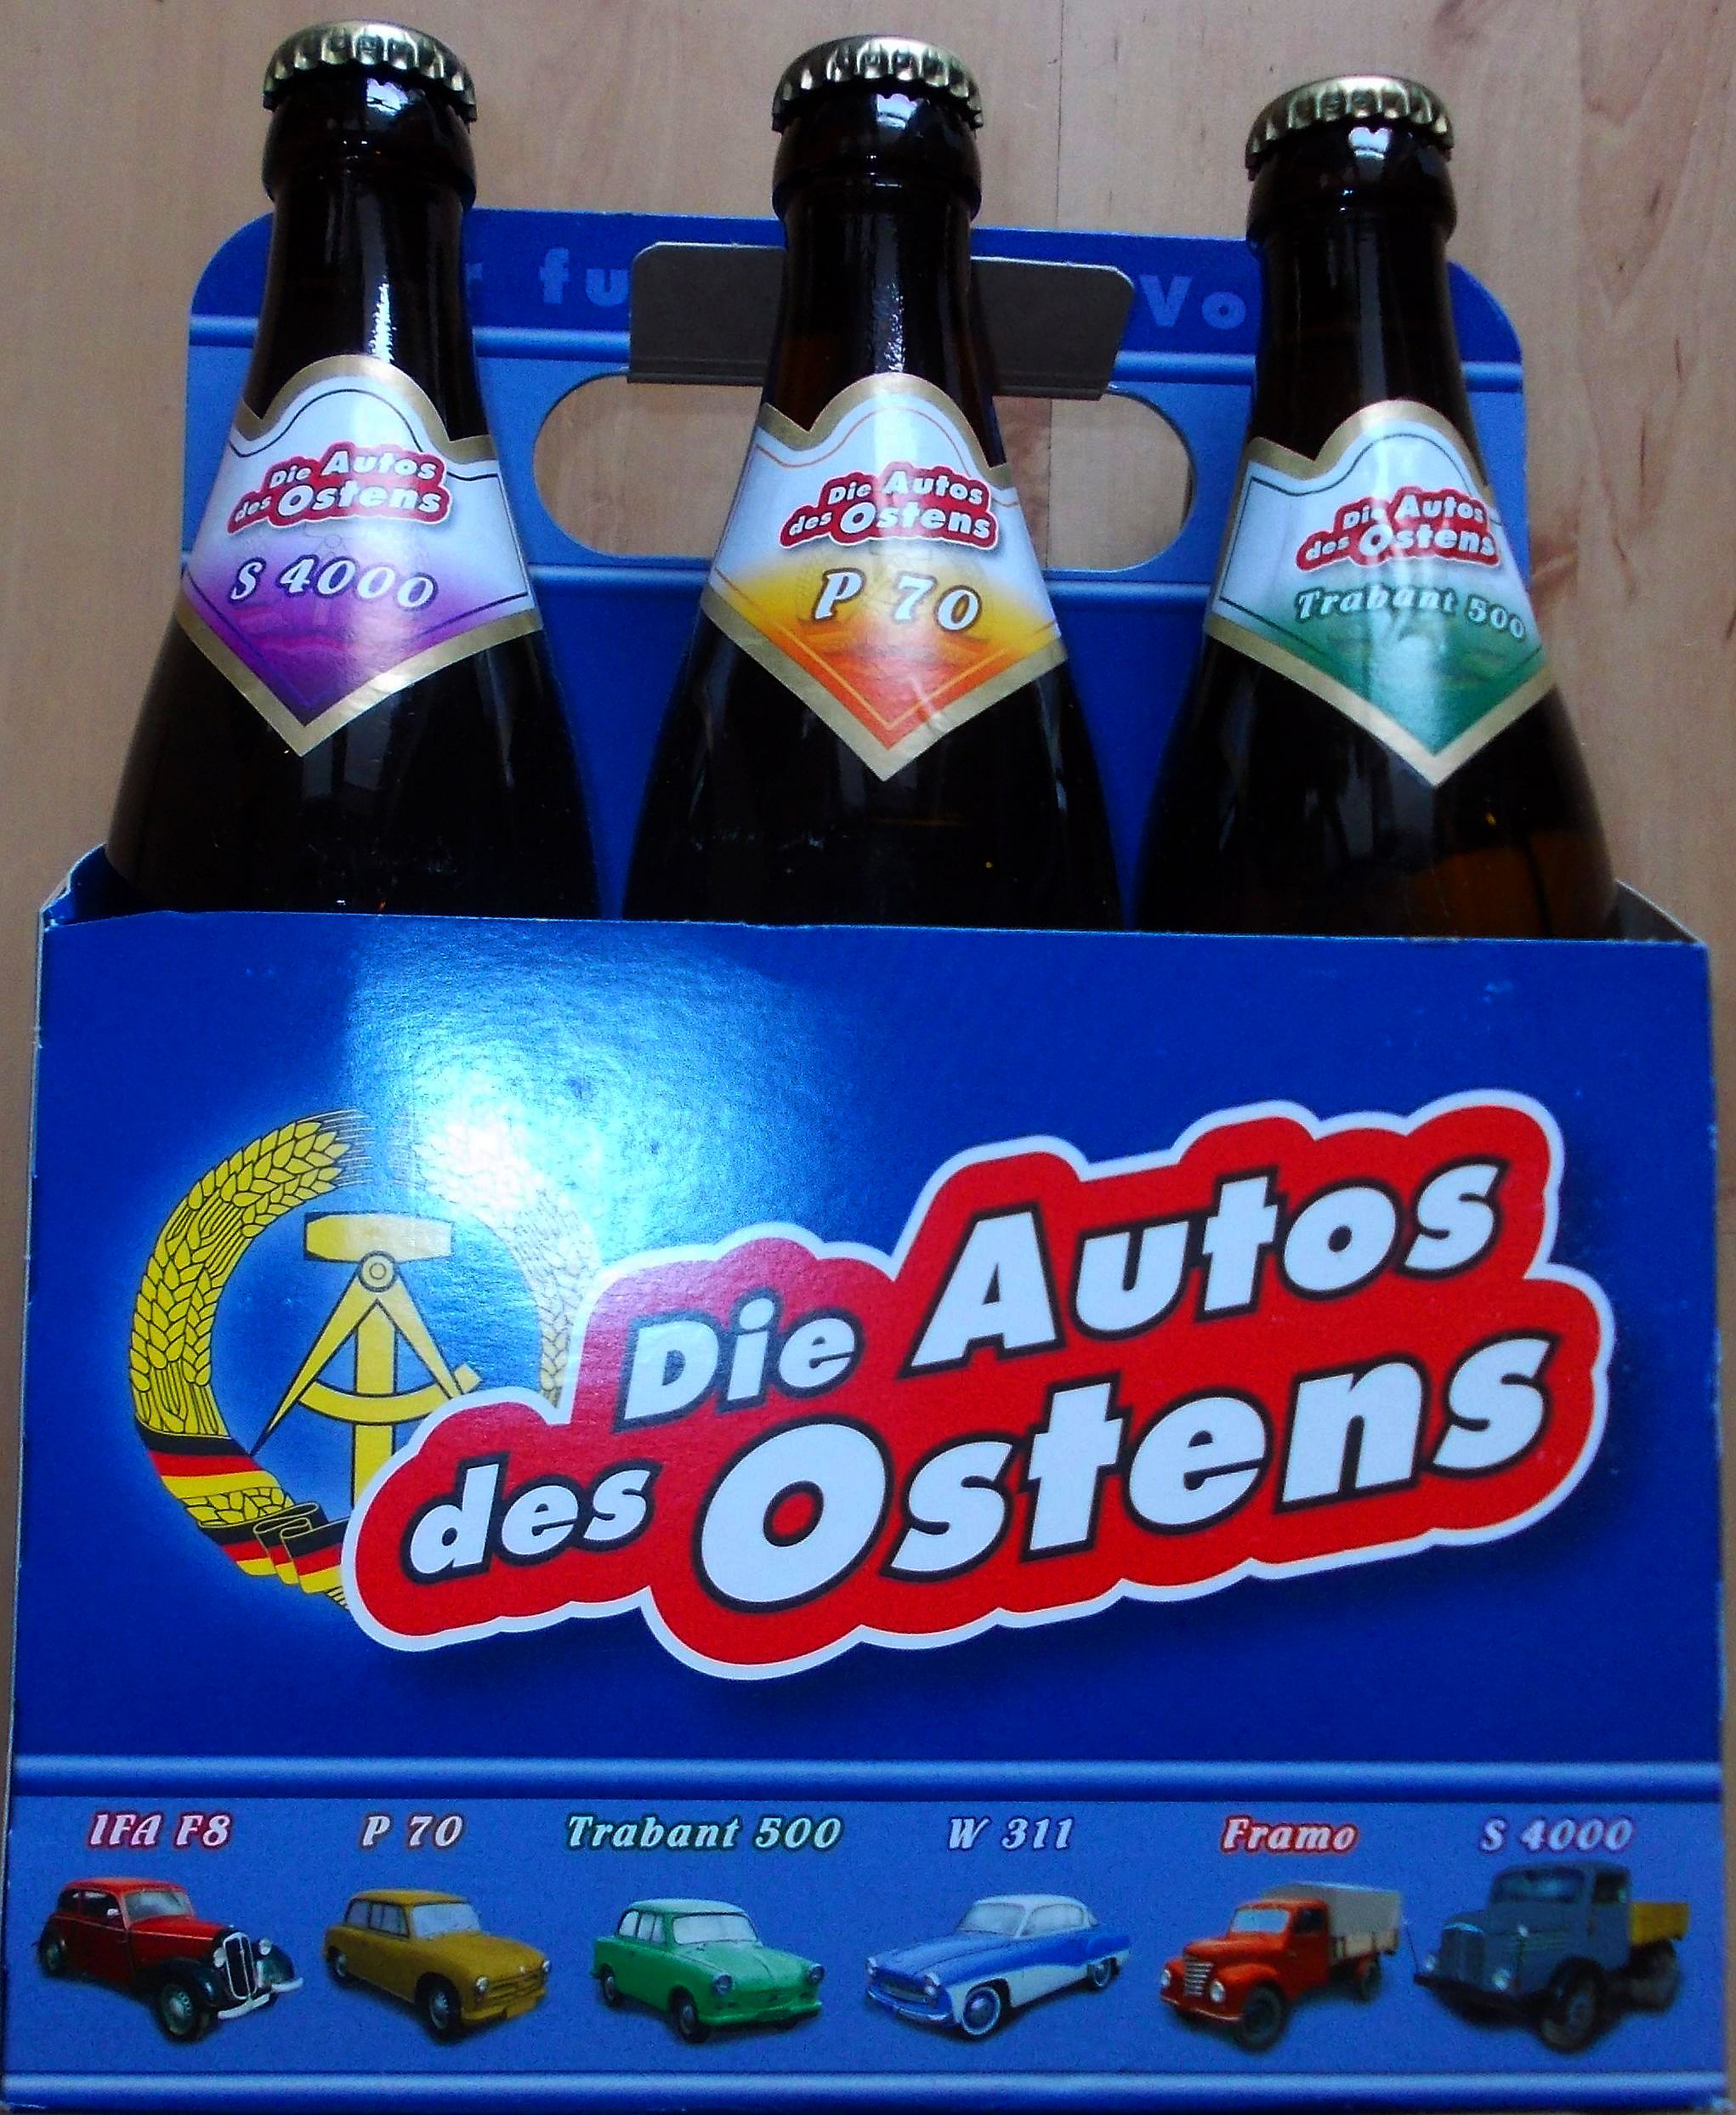 fu
Vo
Die Autos
des Ostens
S 4000
Die Autos
des Ostens
P 70
Die Autos
des Ostens
Trabant 500
Die Autos
des Ostens
IFA F8 P 70 Trabant 500 W 311 Framo S 4000